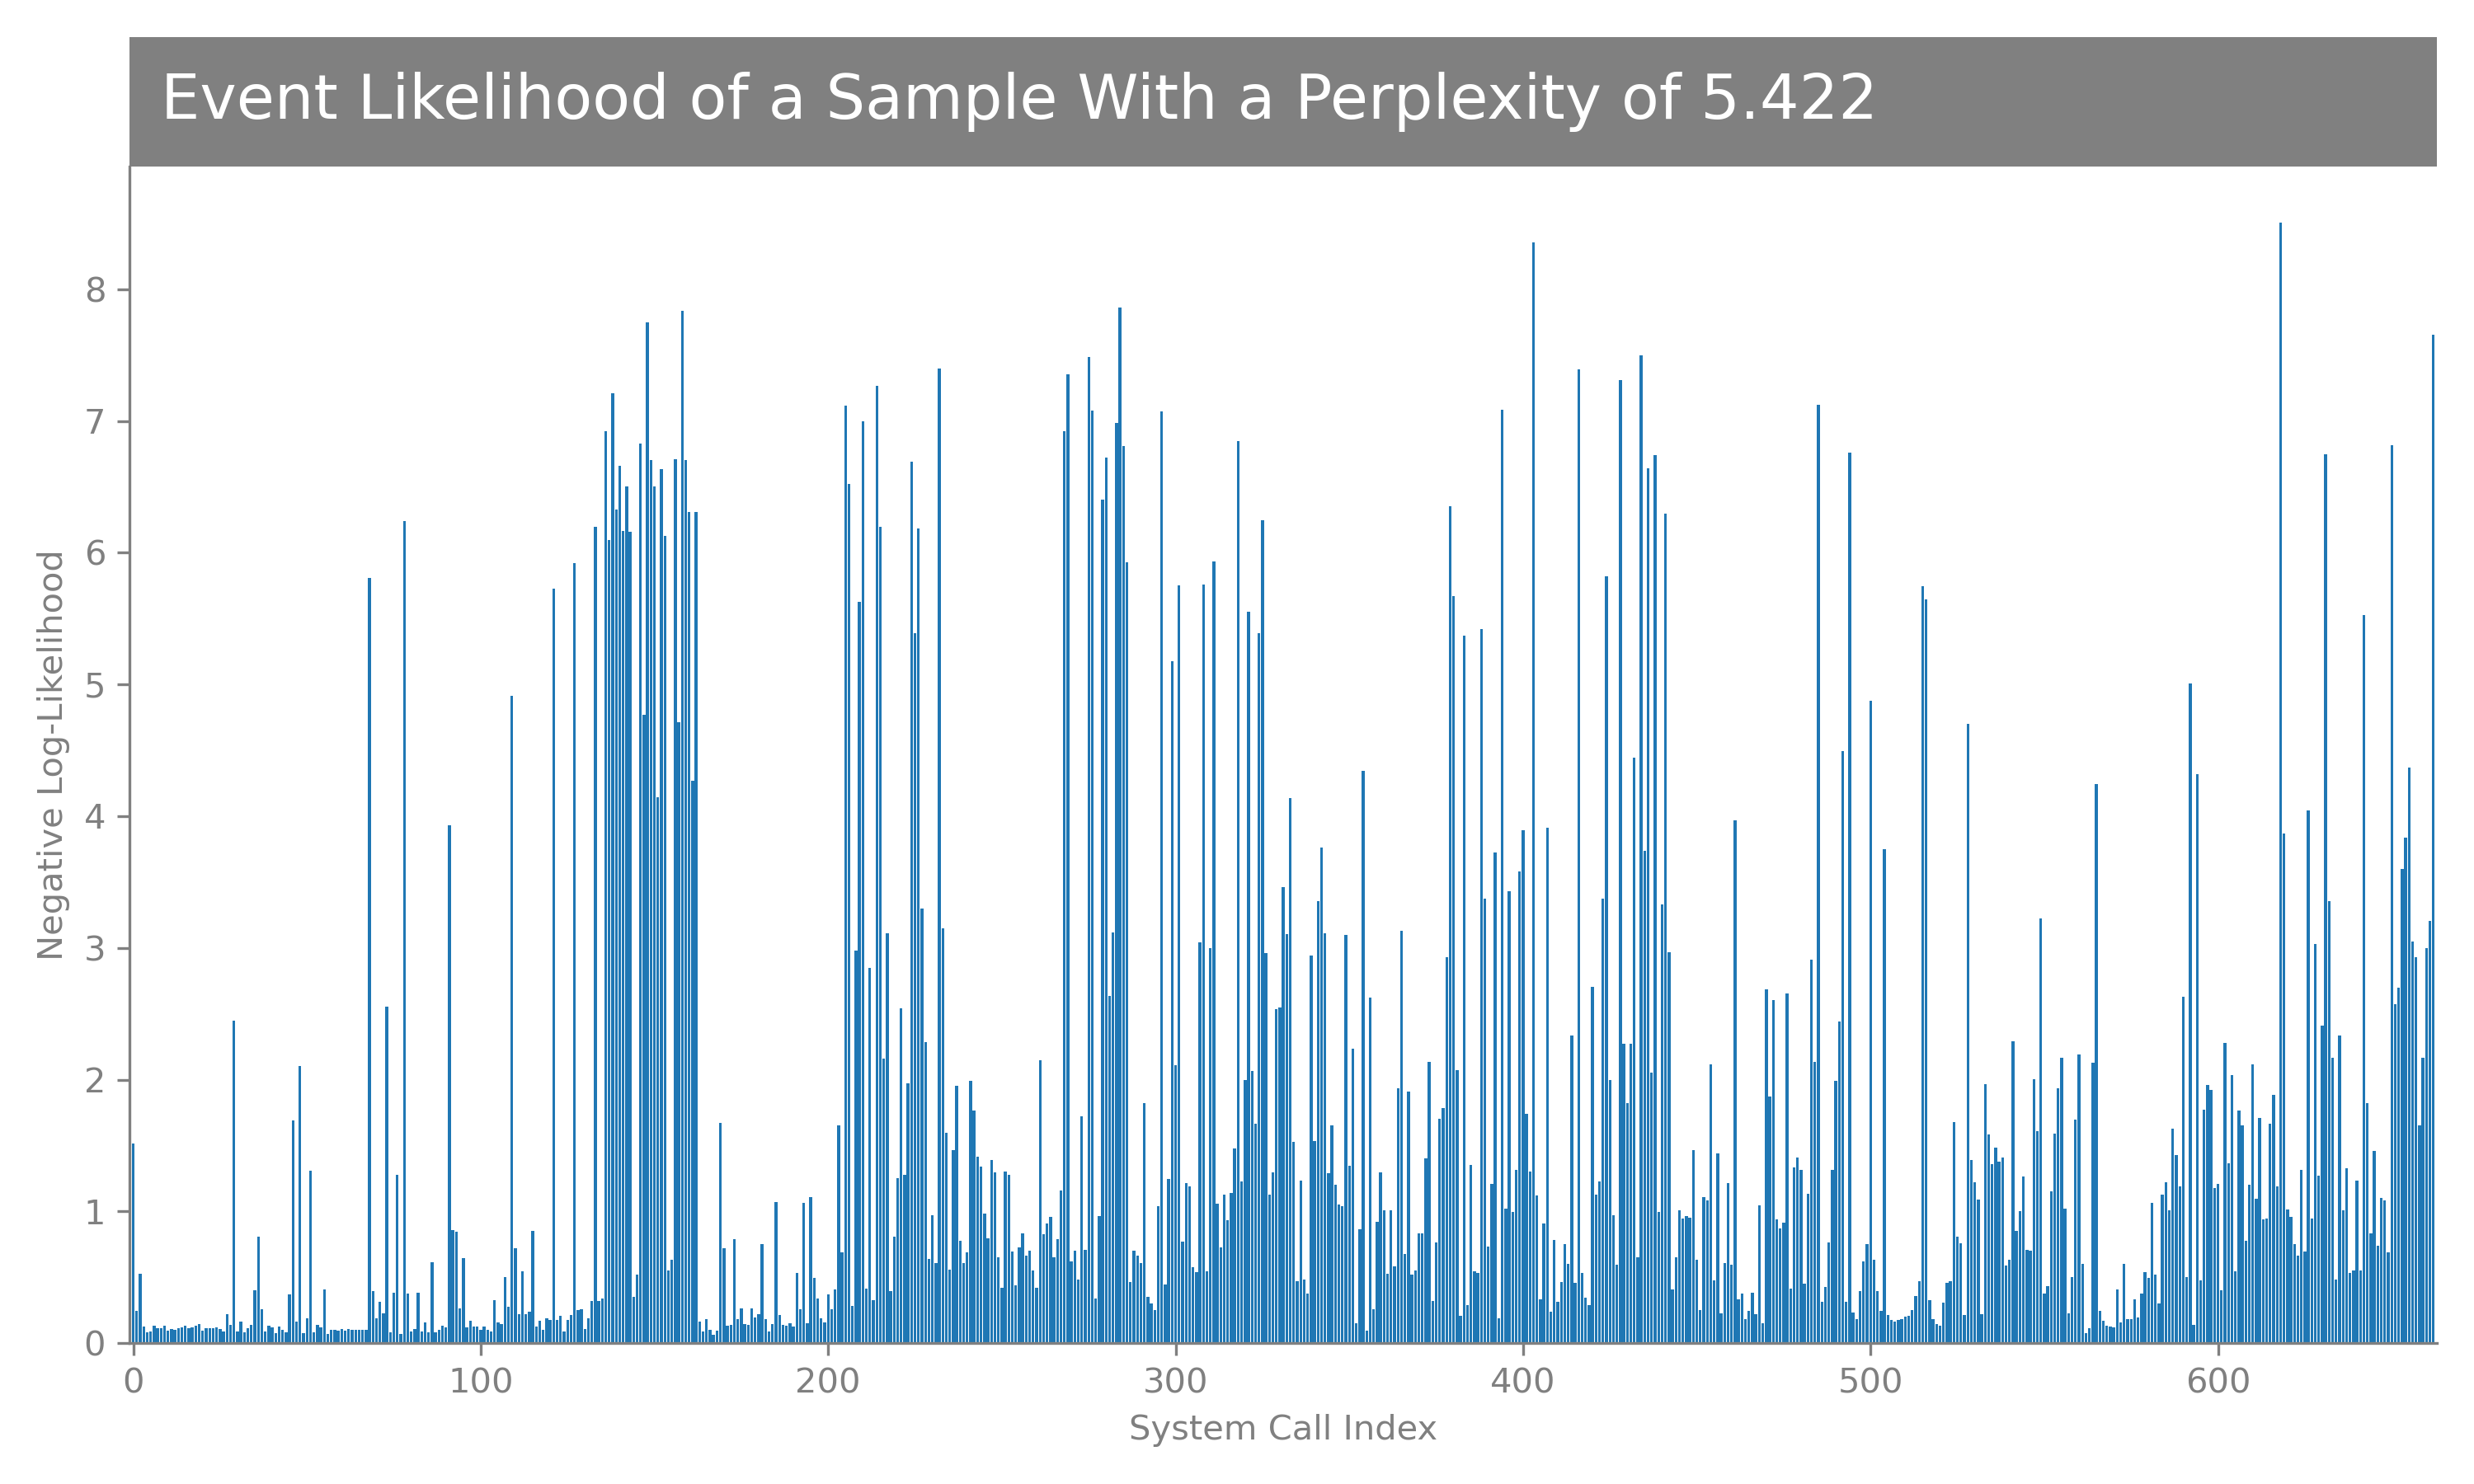 Event Likelihood of a Sample With a Perplexity of 5.422
8
7
6
5
4
3
2
1
0
Negative Log-Likelihood
0 100 200 300 400 500 600
System Call Index